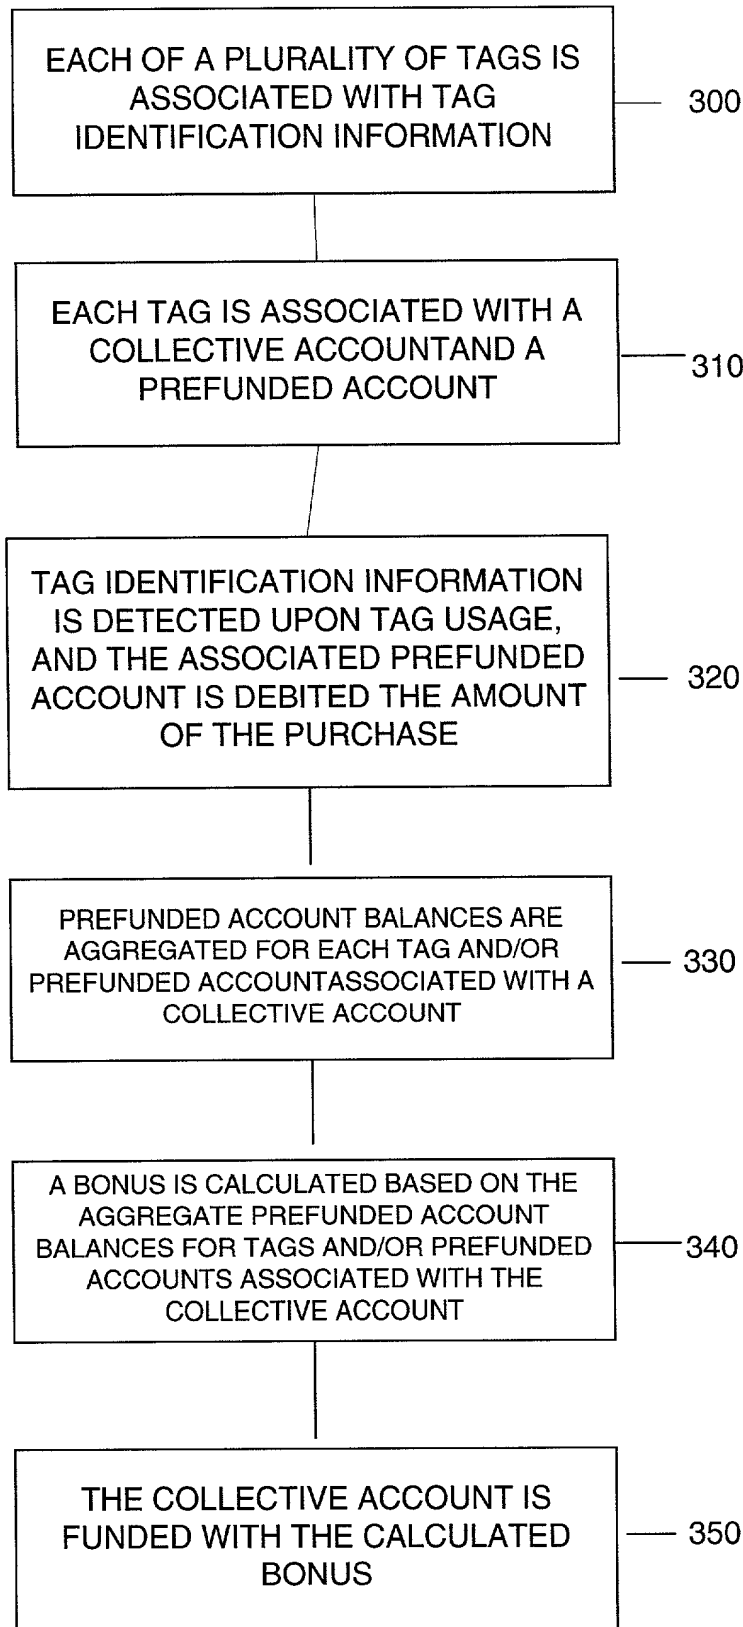 EACH OF A PLURALITY OF TAGS IS
ASSOCIATED WITH TAG
IDENTIFICATION INFORMATION
300
EACH TAG IS ASSOCIATED WITH A
COLLECTIVE ACCOUNTAND A
PREFUNDED ACCOUNT
310
TAG IDENTIFICATION INFORMATION
IS DETECTED UPON TAG USAGE,
AND THE ASSOCIATED PREFUNDED
ACCOUNT IS DEBITED THE AMOUNT
OF THE PURCHASE
320
PREFUNDED ACCOUNT BALANCES ARE
AGGREGATED FOR EACH TAG AND/OR
PREFUNDED ACCOUNTASSOCIATED WITH A
COLLECTIVE ACCOUNT
330
A BONUS IS CALCULATED BASED ON THE
AGGREGATE PREFUNDED ACCOUNT
BALANCES FOR TAGS AND/OR PREFUNDED
ACCOUNTS ASSOCIATED WITH THE
COLLECTIVE ACCOUNT
340
THE COLLECTIVE ACCOUNT IS
FUNDED WITH THE CALCULATED
BONUS
350